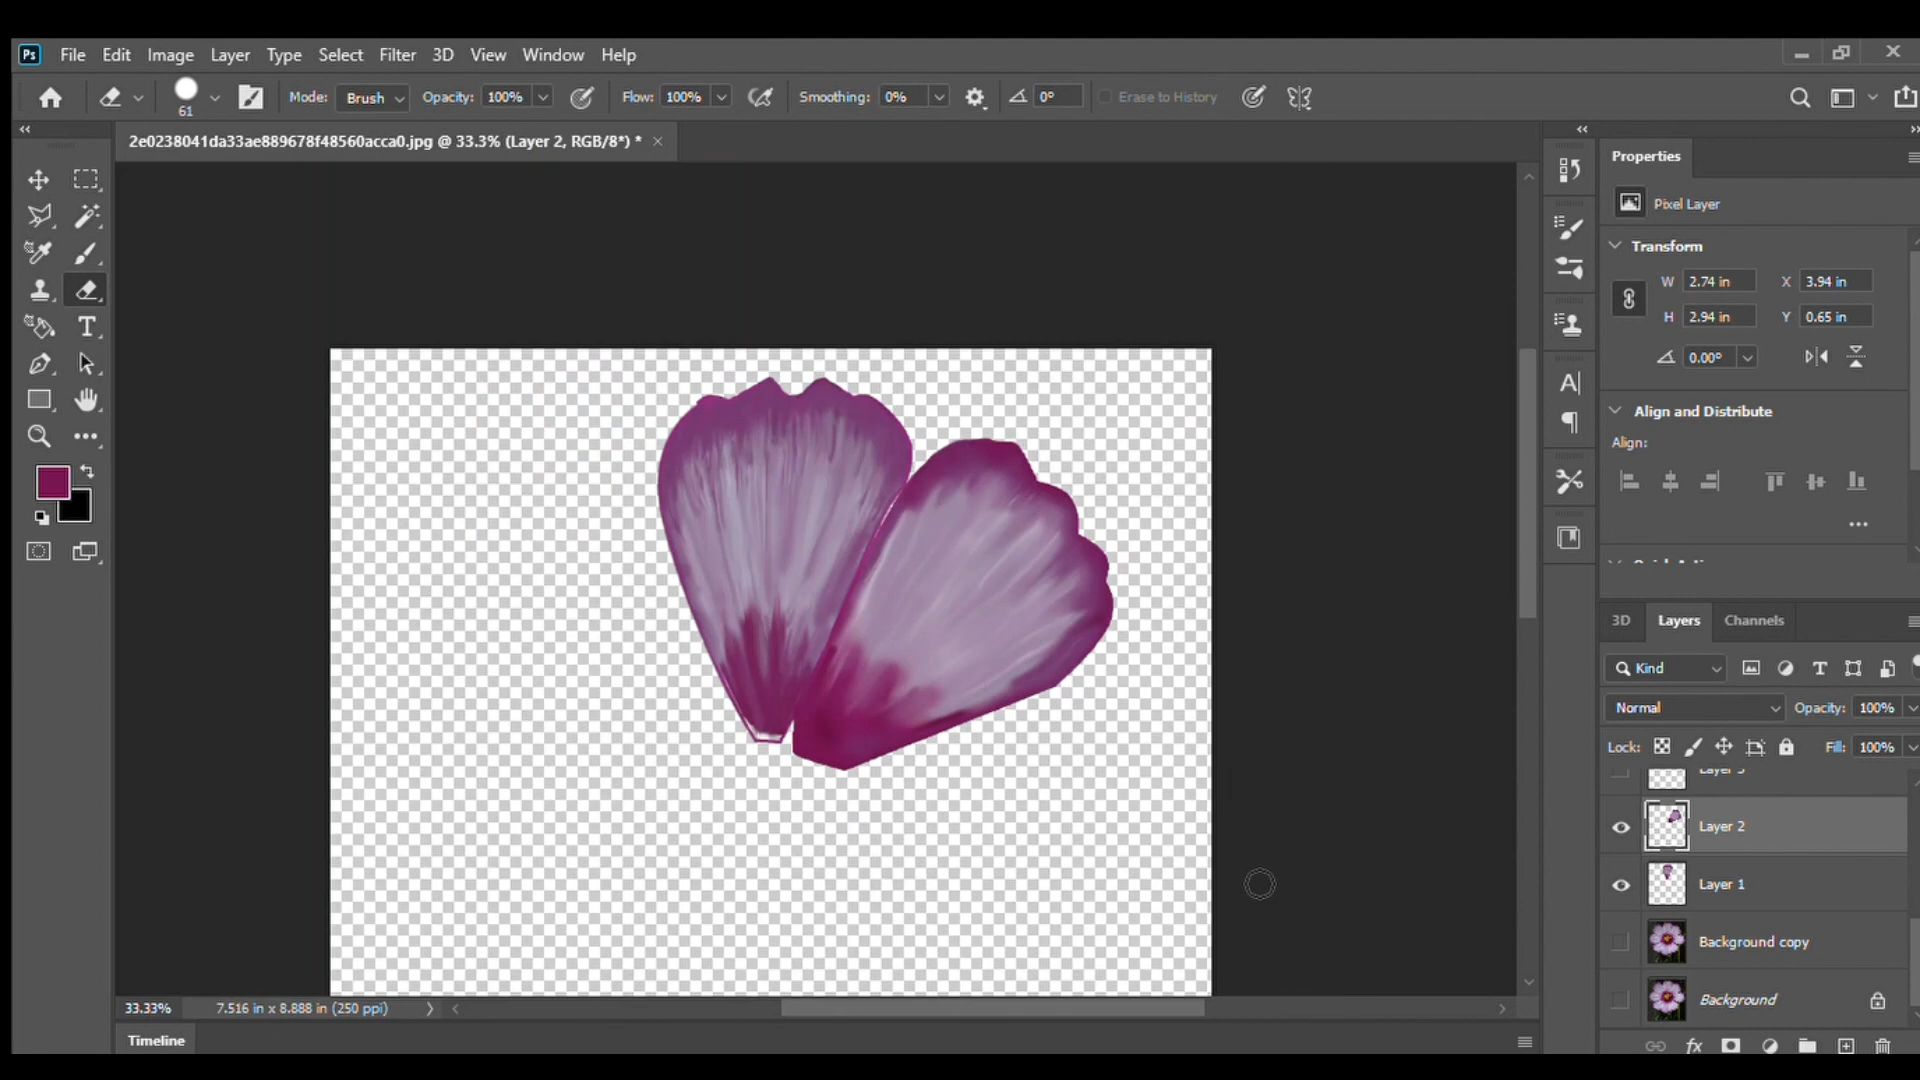 Ps File Edit Image Layer Type Select Filter 3D View Window Help
61 Mode: Brush Opacity: 100% Flow: 100% Smoothing: 0% 0° Erase to History
2e0238041da33ae889678f48560acca0.jpg @ 33.3% (Layer 2, RGB/8*) *
Properties
Pixel Layer
Transform
W 2.74 in X 3.94 in
H 2.94 in Y 0.65 in
0.00°
Align and Distribute
Align:
3D Layers Channels
Kind
Normal Opacity: 100%
Lock: Fill: 100%
Layer 2
Layer 1
Background copy
Background
33.33% 7.516 in x 8.888 in (250 ppi)
Timeline